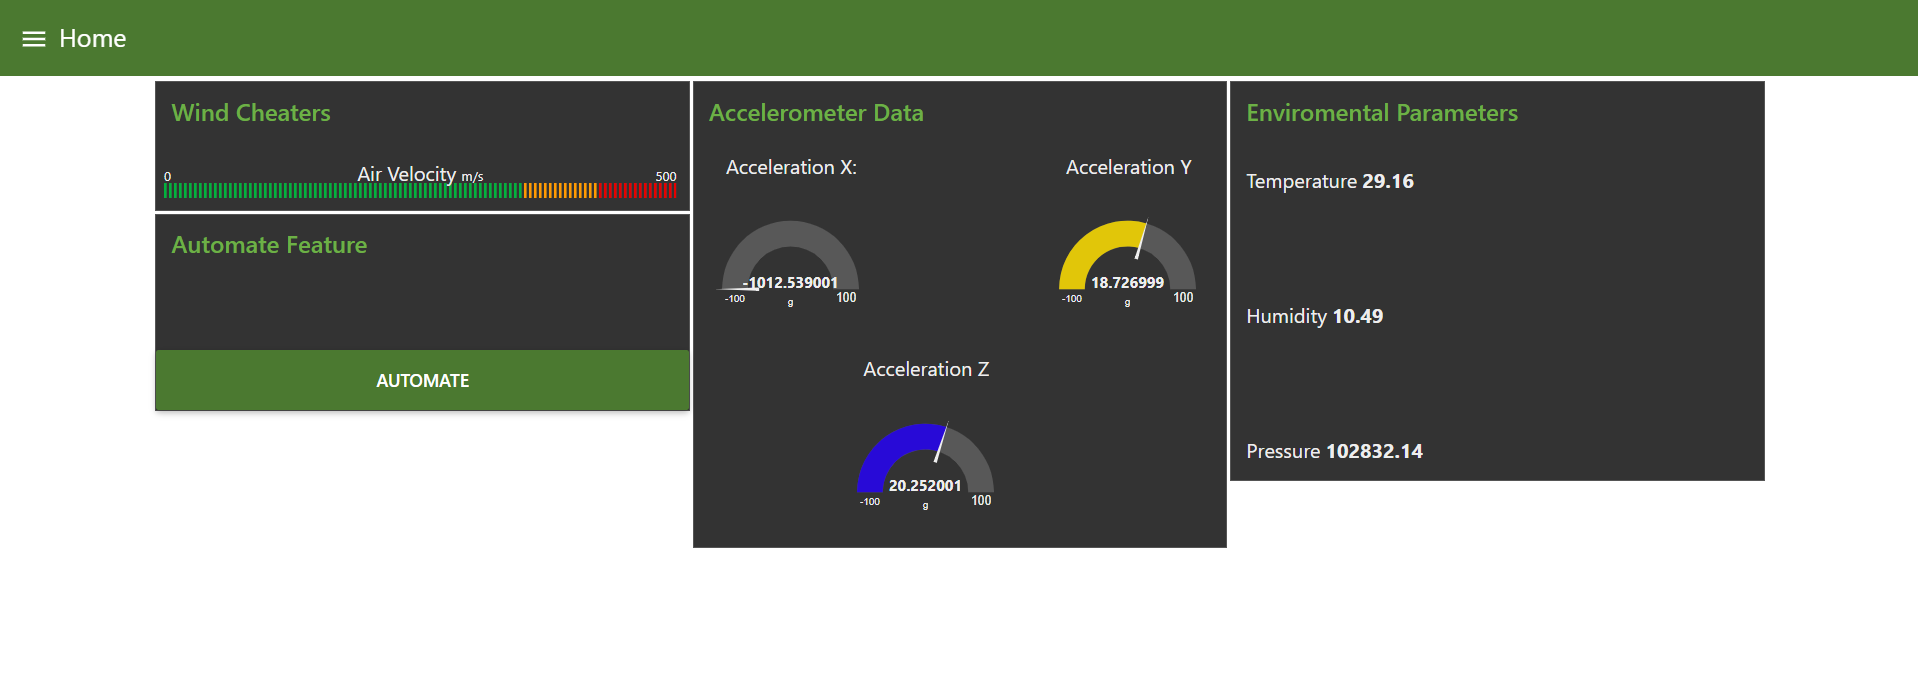 Home
Wind Cheaters
0 Air Velocity m/s 500
Automate Feature
AUTOMATE
Accelerometer Data
Acceleration X:
-1012.539001
-100 g 100
Acceleration Y
18.726999
-100 g 100
Acceleration Z
20.252001
-100 g 100
Enviromental Parameters
Temperature 29.16
Humidity 10.49
Pressure 102832.14